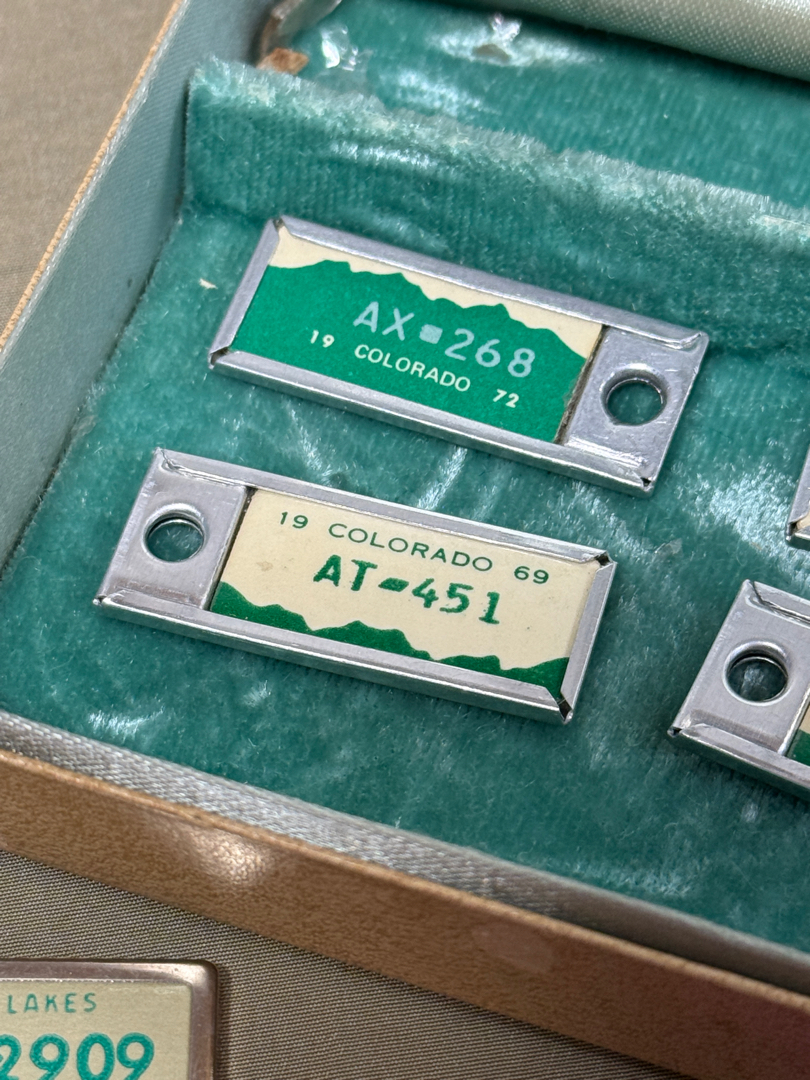 AX▪268
19 COLORADO 72
19 COLORADO 69
AT-451
LAKES
2909